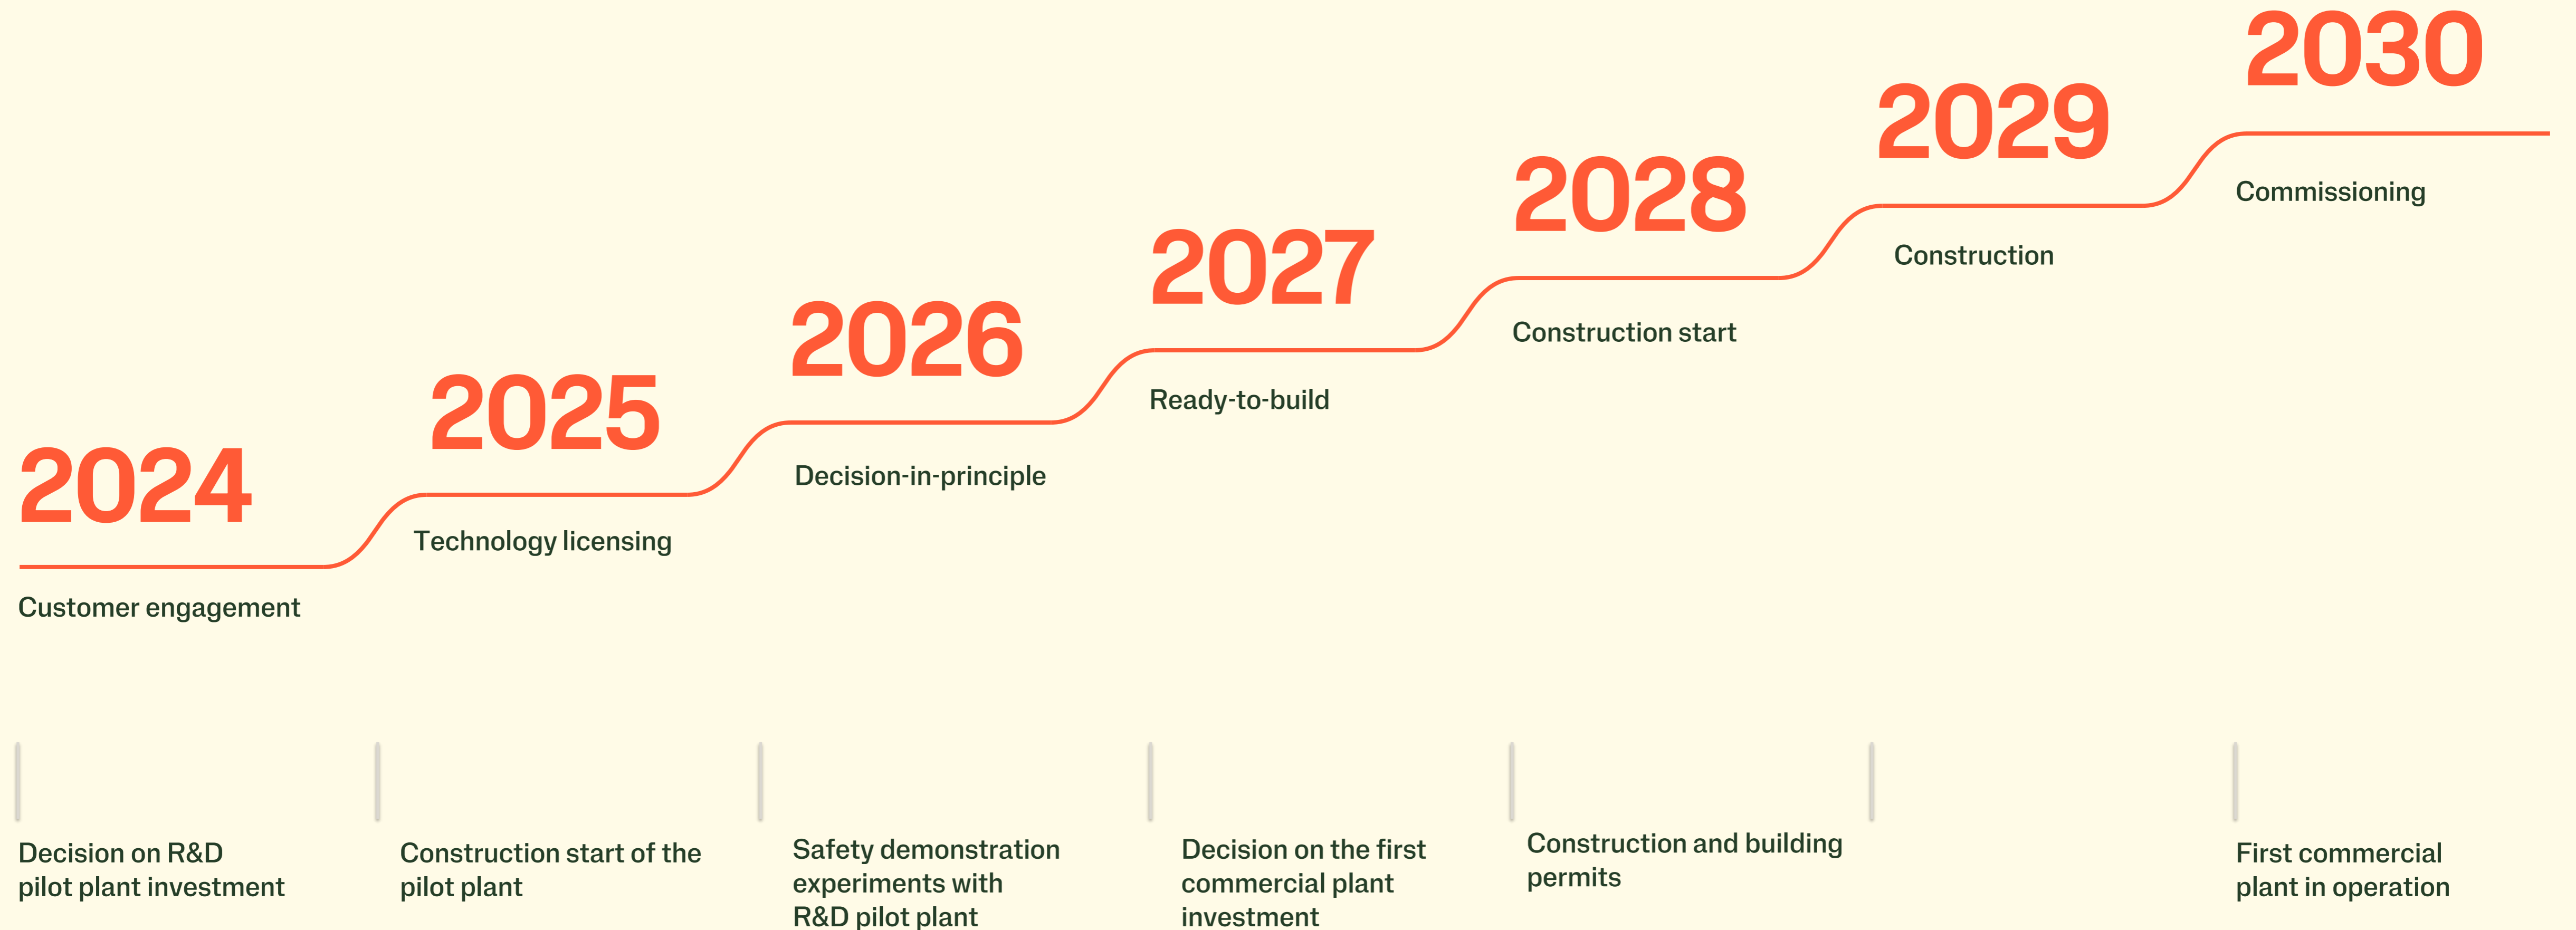 2024
Customer engagement
2025
Technology licensing
2026
Decision-in-principle
2027
Ready-to-build
2028
Construction start
2029
Construction
2030
Commissioning
Decision on R&D
pilot plant investment
Construction start of the
pilot plant
Safety demonstration
experiments with
R&D pilot plant
Decision on the first
commercial plant
investment
Construction and building
permits
First commercial
plant in operation